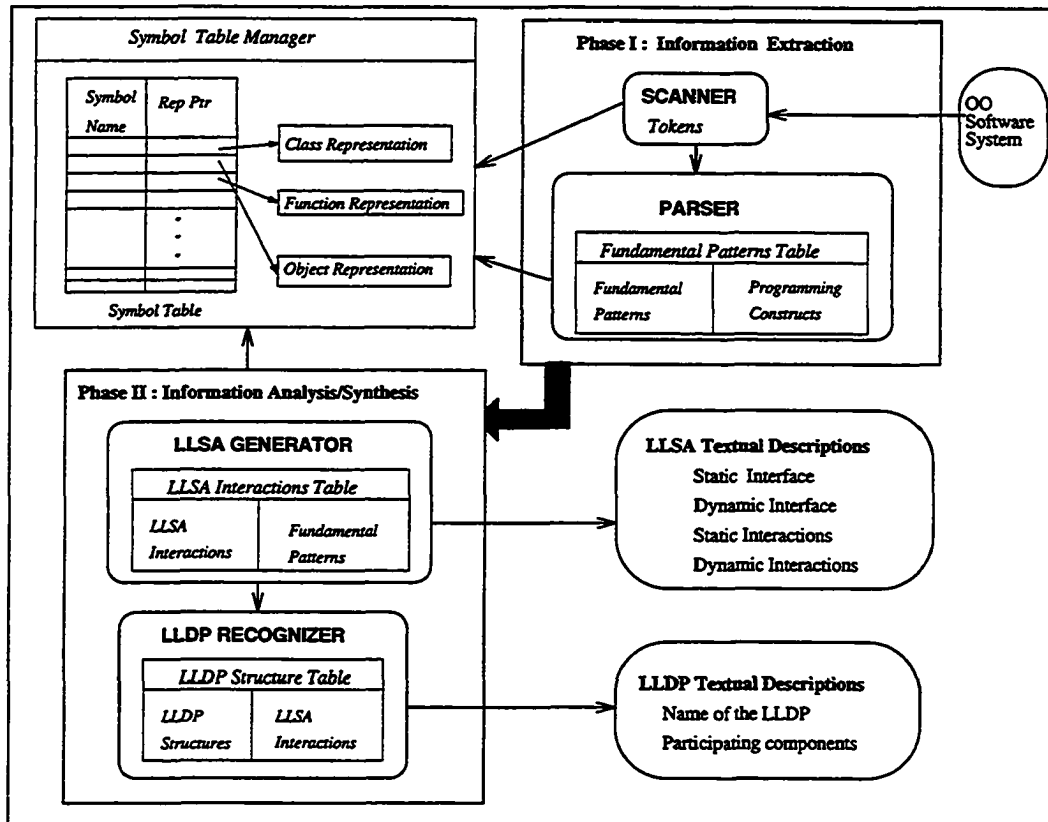 Symbol Table Manager
Symbol
Name
Rep Ptr
Class Representation
Function Representation
Object Representation
Symbol Table
Phase I : Information Extraction
SCANNER
Tokens
OO
Software
System
PARSER
Fundamental Patterns Table
Fundamental
Patterns
Programming
Constructs
Phase II : Information Analysis/Synthesis
LLSA GENERATOR
LLSA Interactions Table
LLSA
Interactions
Fundamental
Patterns
LLSA Textual Descriptions
Static Interface
Dynamic Interface
Static Interactions
Dynamic Interactions
LLDP RECOGNIZER
LLDP Structure Table
LLDP
Structures
LLSA
Interactions
LLDP Textual Descriptions
Name of the LLDP
Participating components